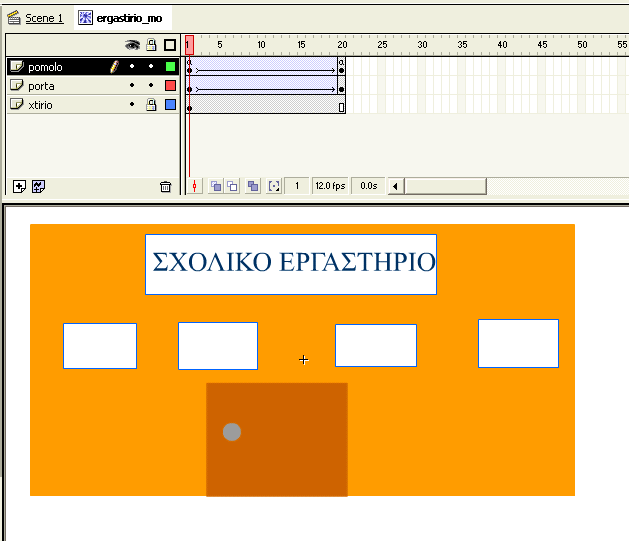 Scene 1 ergastirio_mo
1 5 10 15 20 25 30 35 40 45 50 55
pomolo a a
porta
xtirio
1 12.0 fps 0.0s
ΣΧΟΛΙΚΟ ΕΡΓΑΣΤΗΡΙΟ